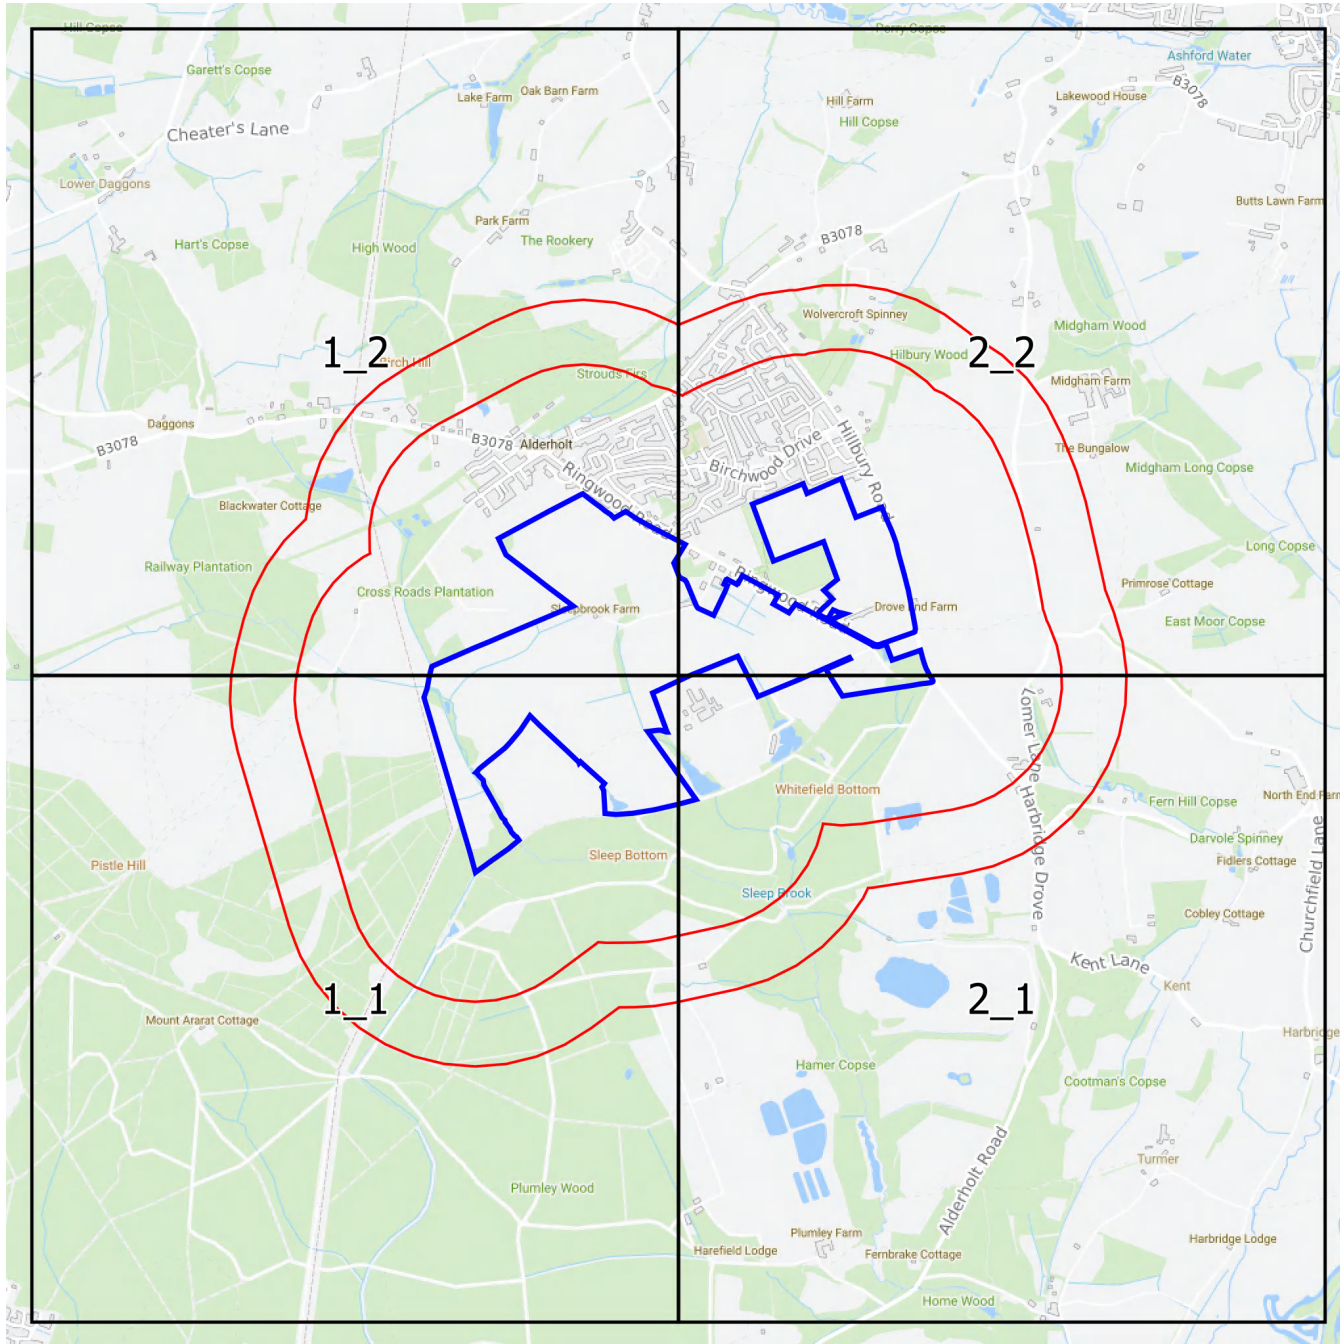 Hill Copse
Perry Copse
Ashford Water
Garett's Copse
B3078
Lake Farm
Oak Barn Farm
Hill Farm
Lakewood House
Hill Copse
Cheater's Lane
Lower Daggons
Butts Lawn Farm
Park Farm
Hart's Copse
High Wood
The Rookery
B3078
Wolvercroft Spinney
Midgham Wood
1_2
2_2
Birch Hill
Hilbury Wood
Strouds Firs
Midgham Farm
Daggons
B3078
B3078
Alderholt
Birchwood Drive
Hillbury Road
The Bungalow
Midgham Long Copse
Ringwood Road
Blackwater Cottage
Long Copse
Railway Plantation
Cross Roads Plantation
Ringwood Road
Primrose Cottage
Sleepbrook Farm
Drove End Farm
East Moor Copse
Lomer Lane
Harbridge Drove
Whitefield Bottom
Fern Hill Copse
North End Farm
Darvole Spinney
Pistle Hill
Sleep Bottom
Fidlers Cottage
Churchfield Lane
Sleep Brook
Cobley Cottage
Kent Lane
Kent
1_1
2_1
Mount Ararat Cottage
Harbridge
Hamer Copse
Cootman's Copse
Turmer
Alderholt Road
Plumley Wood
Plumley Farm
Harefield Lodge
Fernbrake Cottage
Harbridge Lodge
Home Wood